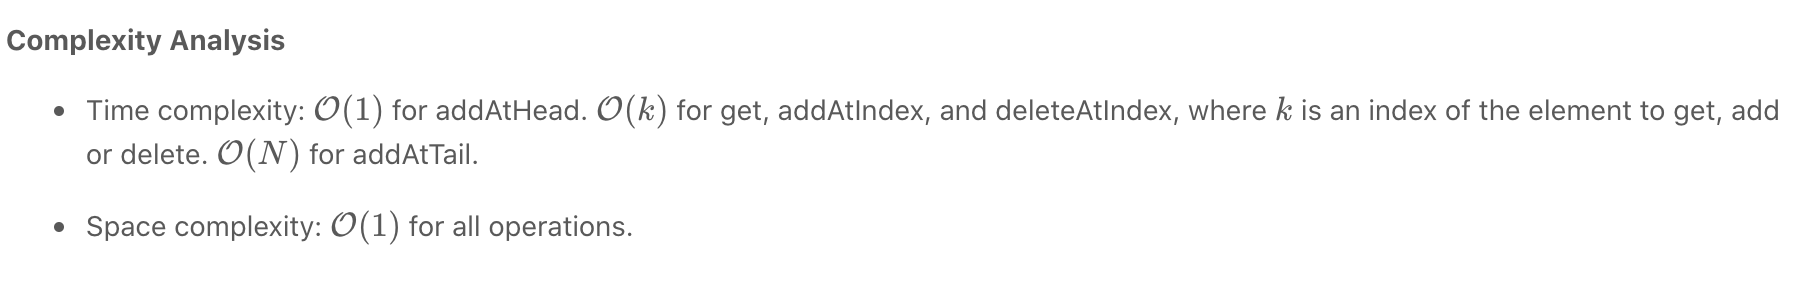 Complexity Analysis
• Time complexity: O(1) for addAtHead. O(k) for get, addAtIndex, and deleteAtIndex, where k is an index of the element to get, add
or delete. O(N) for addAtTail.
• Space complexity: O(1) for all operations.